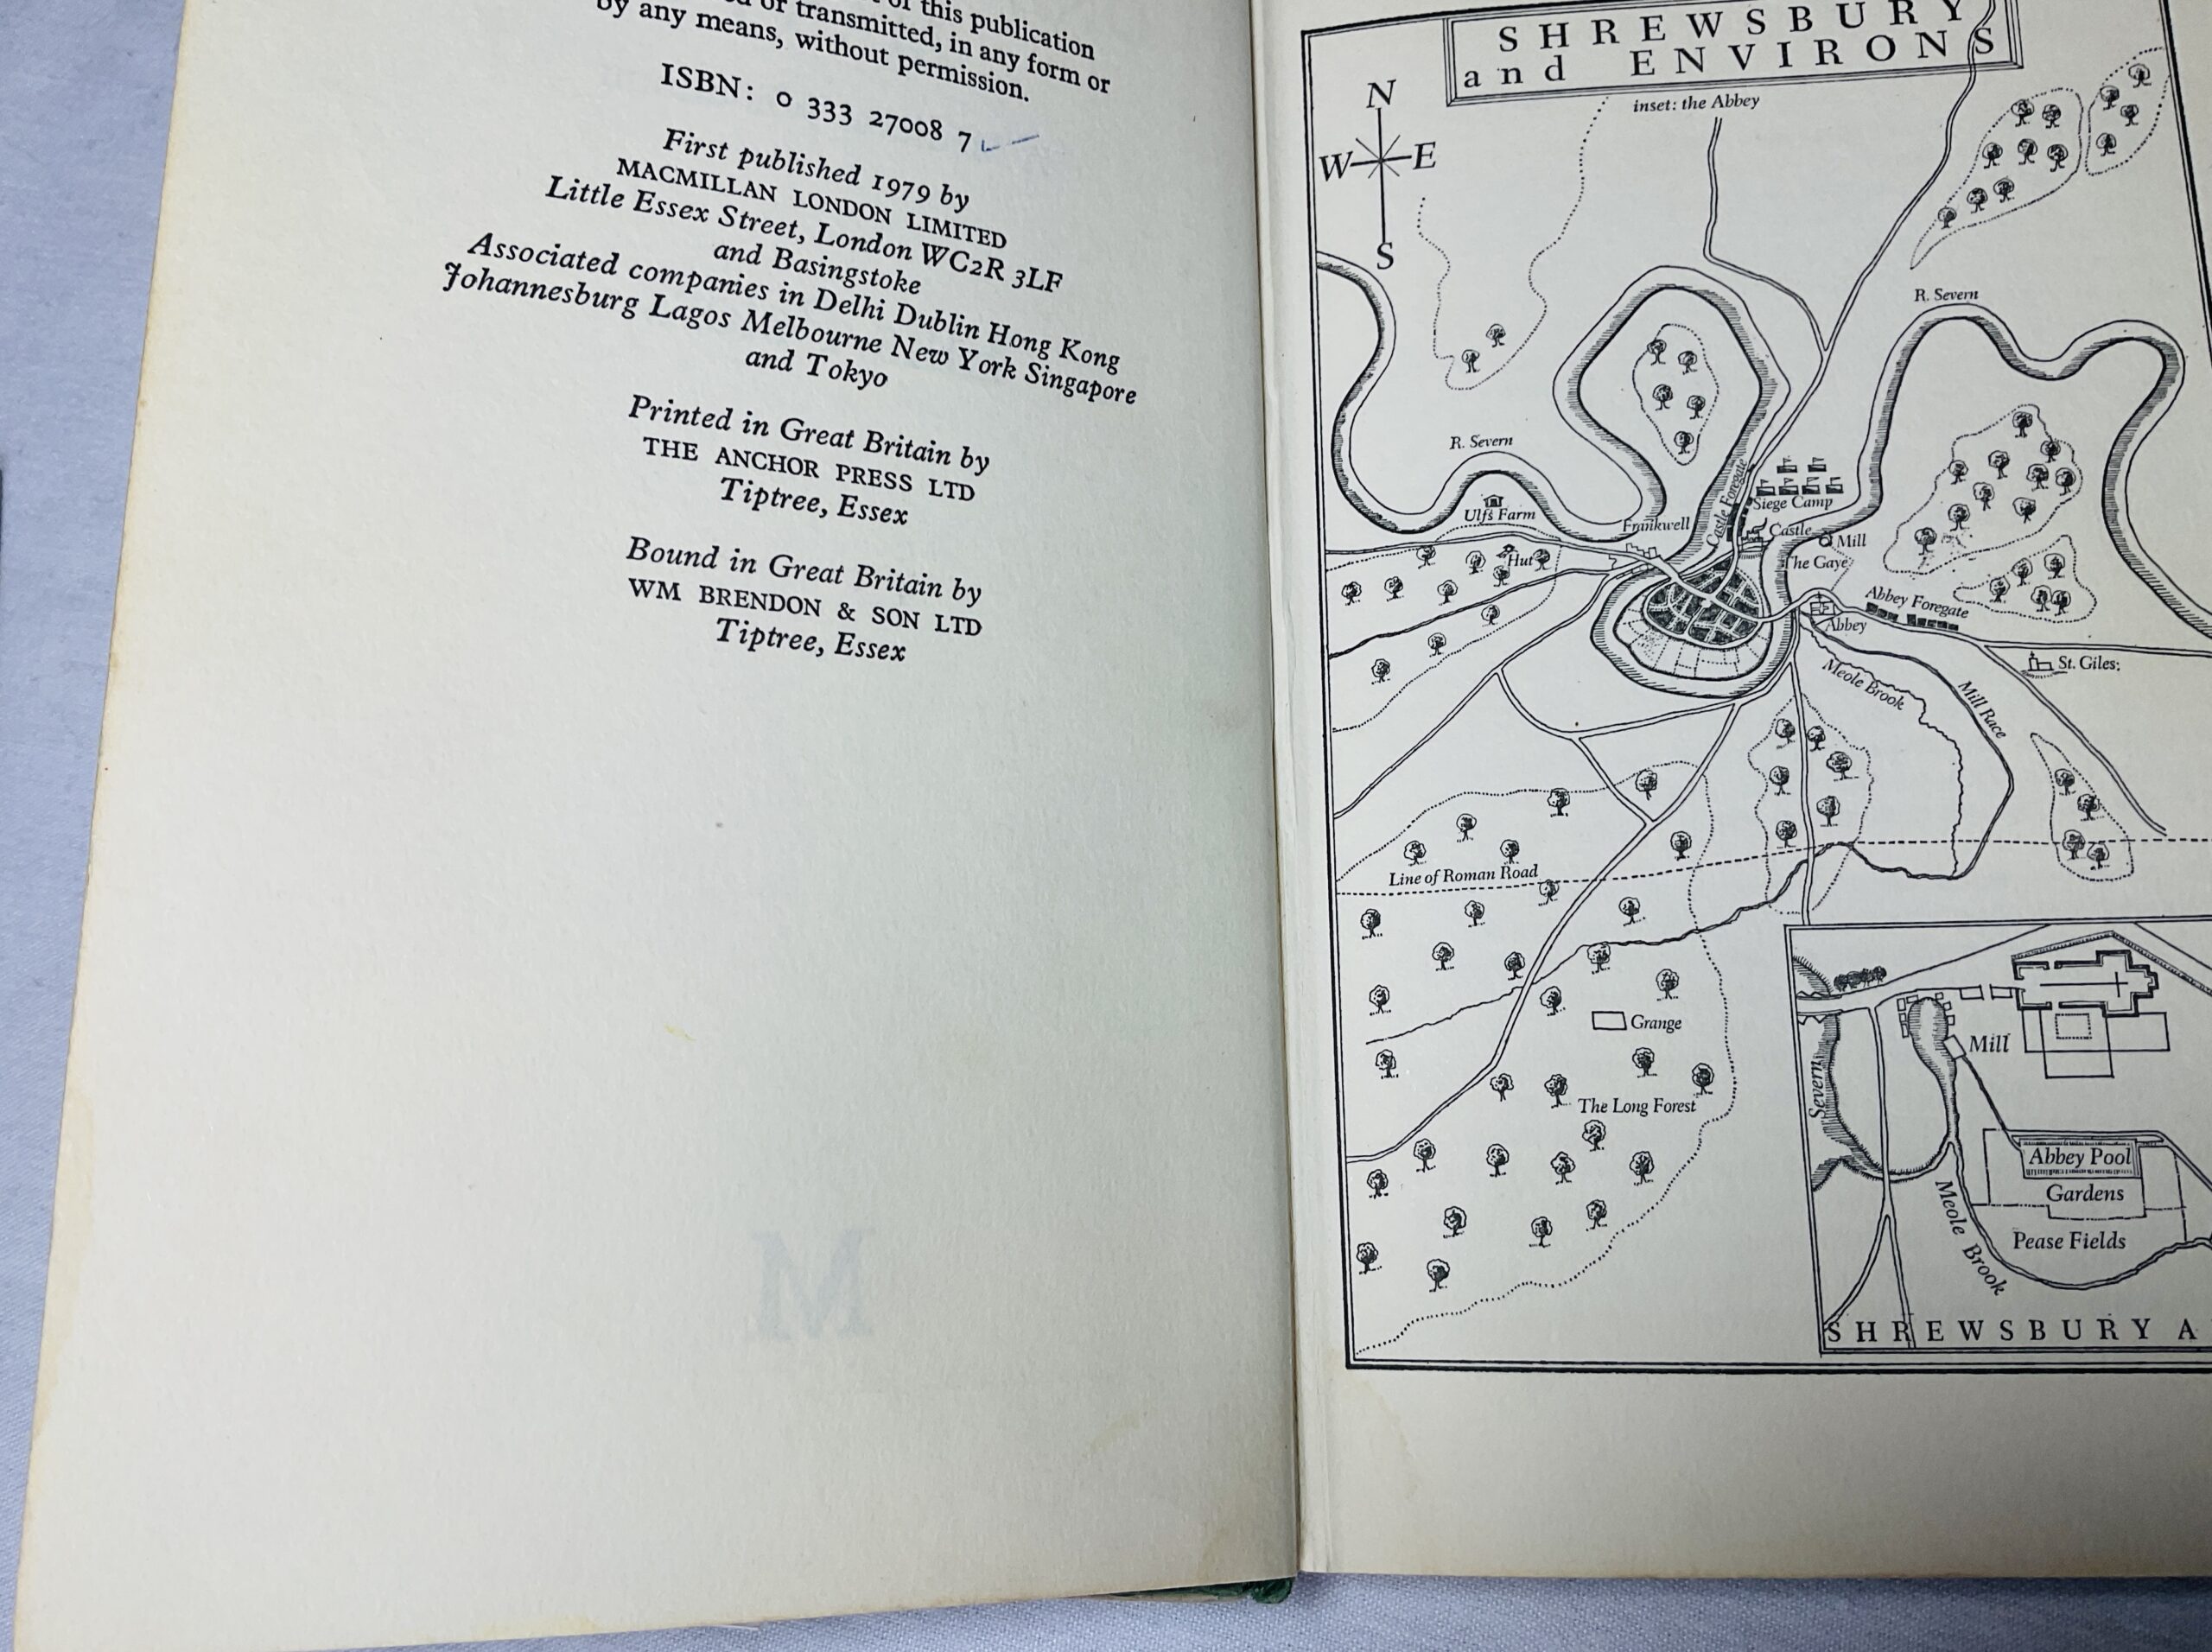 of this publication
or transmitted, in any form or
by any means, without permission.
ISBN: 0 333 27008 7
First published 1979 by
MACMILLAN LONDON LIMITED
Little Essex Street, London WC2R 3LF
and Basingstoke
Associated companies in Delhi Dublin Hong Kong
Johannesburg Lagos Melbourne New York Singapore
and Tokyo
Printed in Great Britain by
THE ANCHOR PRESS LTD
Tiptree, Essex
Bound in Great Britain by
WM BRENDON & SON LTD
Tiptree, Essex
SHREWSBURY
and ENVIRONS
inset: the Abbey
N
W E
S
R. Severn
R. Severn
Ulf's Farm
Frankwell
Castle Foregate
Siege Camp
Castle
Mill
Hut
The Gaye
Abbey Foregate
Abbey
St. Giles
Meole Brook
Mill Race
Line of Roman Road
Grange
The Long Forest
Mill
Severn
Abbey Pool
Gardens
Meole Brook
Pease Fields
SHREWSBURY A